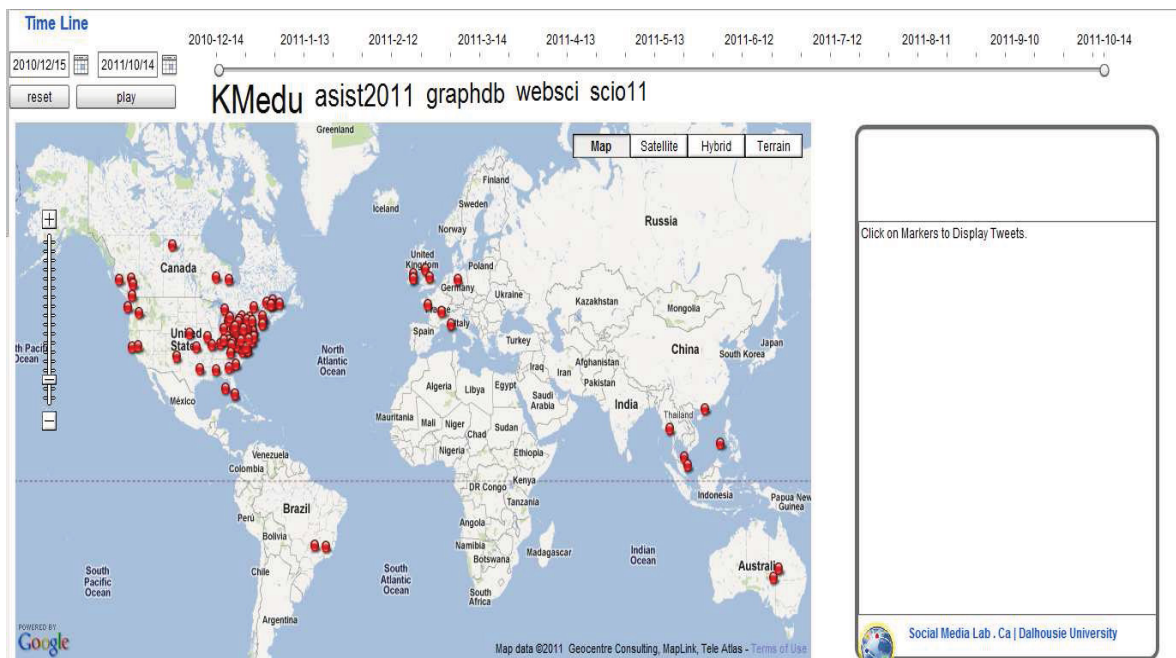 Time Line
2010-12-14 2011-1-13 2011-2-12 2011-3-14 2011-4-13 2011-5-13 2011-6-12 2011-7-12 2011-8-11 2011-9-10 2011-10-14
2010/12/15 2011/10/14
reset play
KMedu asist2011 graphdb websci scio11
Greenland
Map Satellite Hybrid Terrain
Finland
Iceland
Sweden
Norway
Russia
Canada
United Kingdom
Poland
Germany
Ukraine
France
Kazakhstan
Mongolia
Italy
Spain
Turkey
United States
North Atlantic Ocean
China
Japan
South Korea
Iraq
Iran
Afghanistan
Pakistan
Algeria
Libya
Egypt
Saudi Arabia
India
Thailand
México
Mauritania
Mali
Niger
Chad
Sudan
Nigeria
Ethiopia
Venezuela
Colombia
DR Congo
Kenya
Tanzania
Indonesia
Papua New Guinea
Perú
Brazil
Bolivia
Angola
Namibia
Botswana
Madagascar
Indian Ocean
Australi
Chile
South Pacific Ocean
South Atlantic Ocean
South Africa
Argentina
POWERED BY
Google
Map data ©2011 Geocentre Consulting, MapLink, Tele Atlas - Terms of Use
Click on Markers to Display Tweets.
Social Media Lab . Ca | Dalhousie University